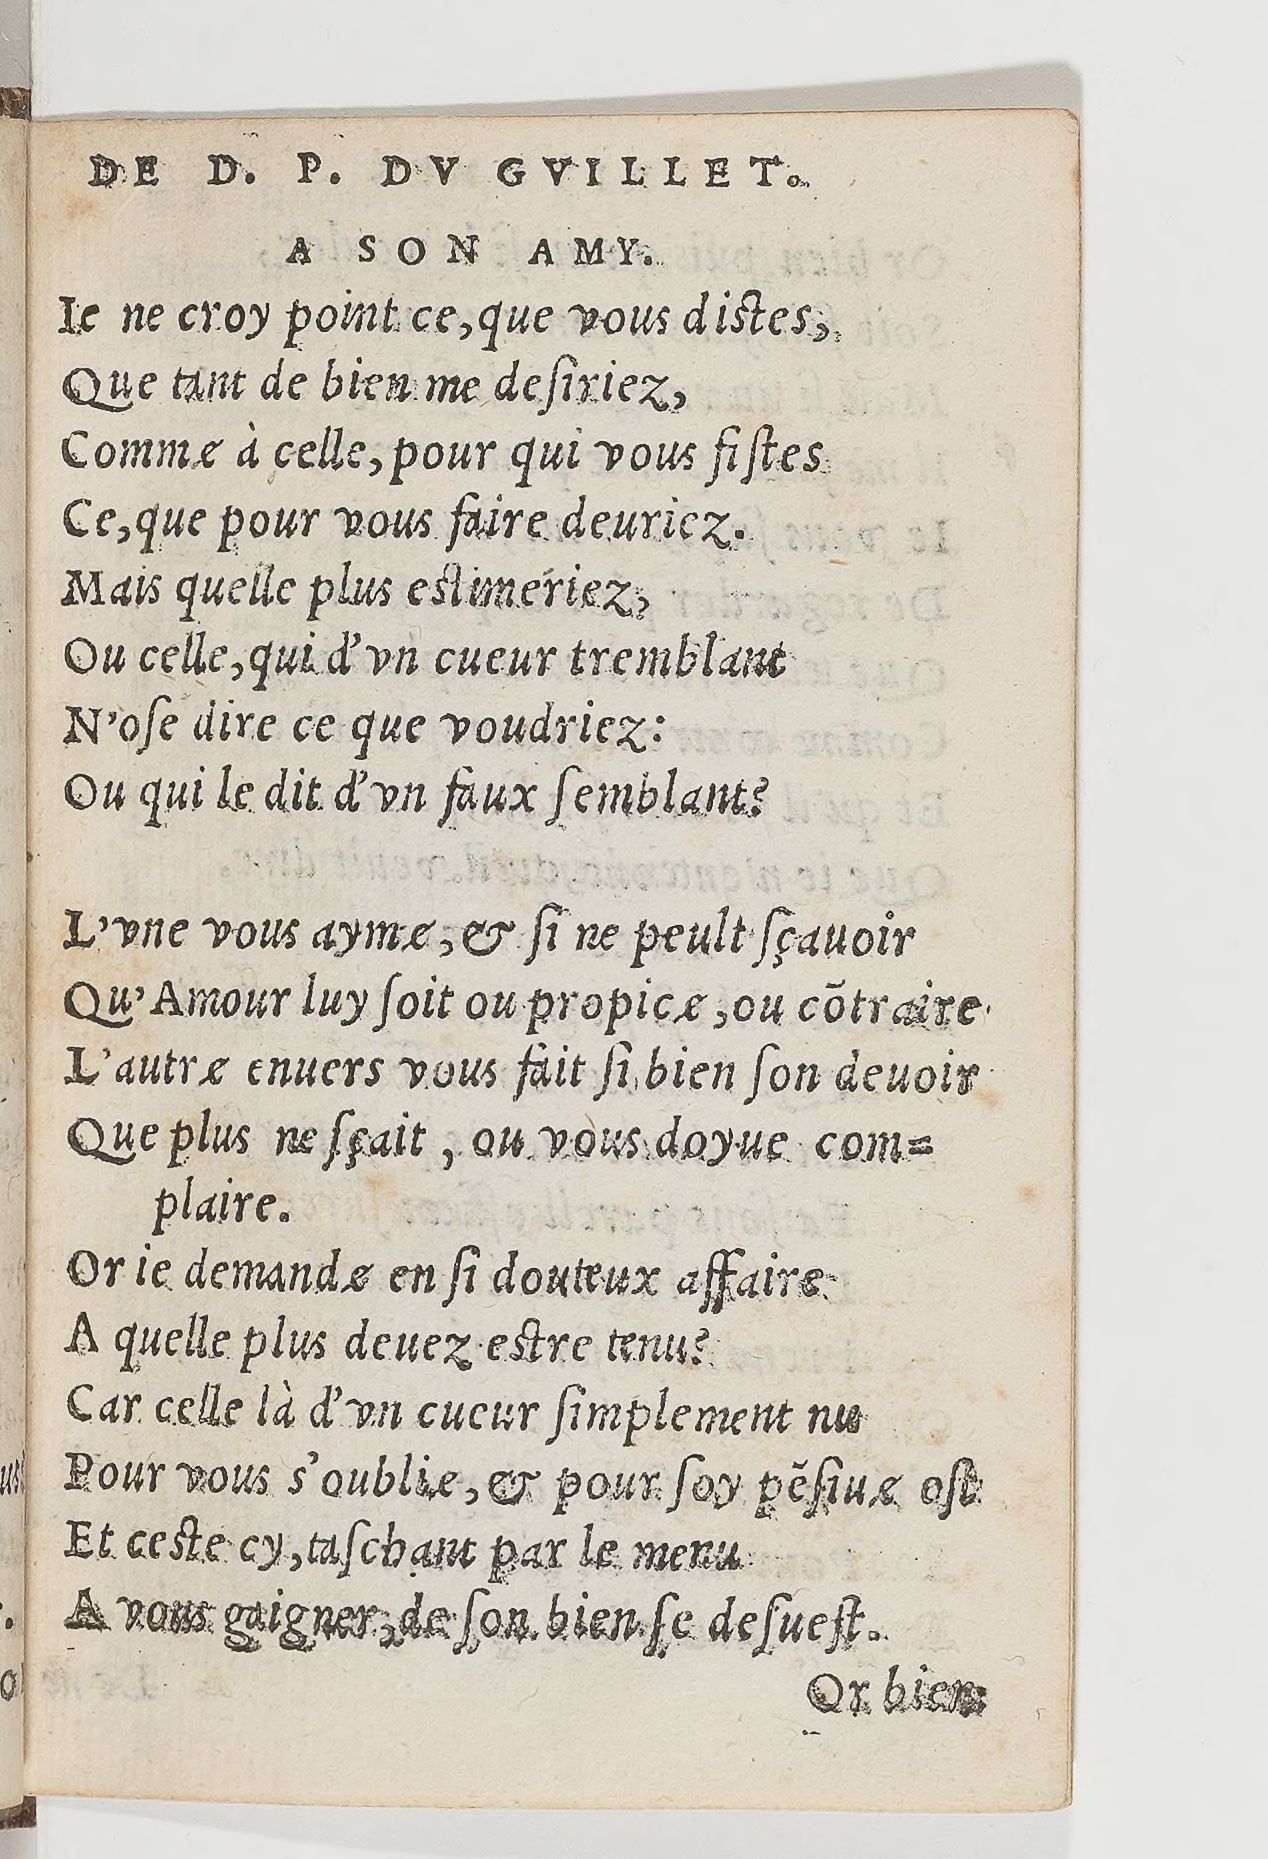 DE D. P. DV GVILLET.
A SON AMY.
Ie ne croy point ce, que vous distes,
Que tant de bien me deſiriez,
Comme à celle, pour qui vous fiſtes
Ce, que pour vous faire deuriez.
Mais quelle plus estimeriez,
Ou celle, qui d'vn cueur tremblant
N'oſe dire ce que voudriez:
Ou qui le dit d'vn faux ſemblant?
L'vne vous ayme, & ſi ne peult ſçauoir
Qu'Amour luy ſoit ou propice, ou cōtraire
L'autre enuers vous fait ſi bien ſon deuoir
Que plus ne ſçait, ou vous doyue com=
plaire.
Or ie demande en ſi douteux affaire
A quelle plus deuez estre tenu?
Car celle là d'vn cueur ſimplement nu
Pour vous s'oublie, & pour ſoy pēſiue eſt
Et ceste cy, taſchant par le menu
A vous gaigner, de ſon bien ſe deſueſt.
Or bien